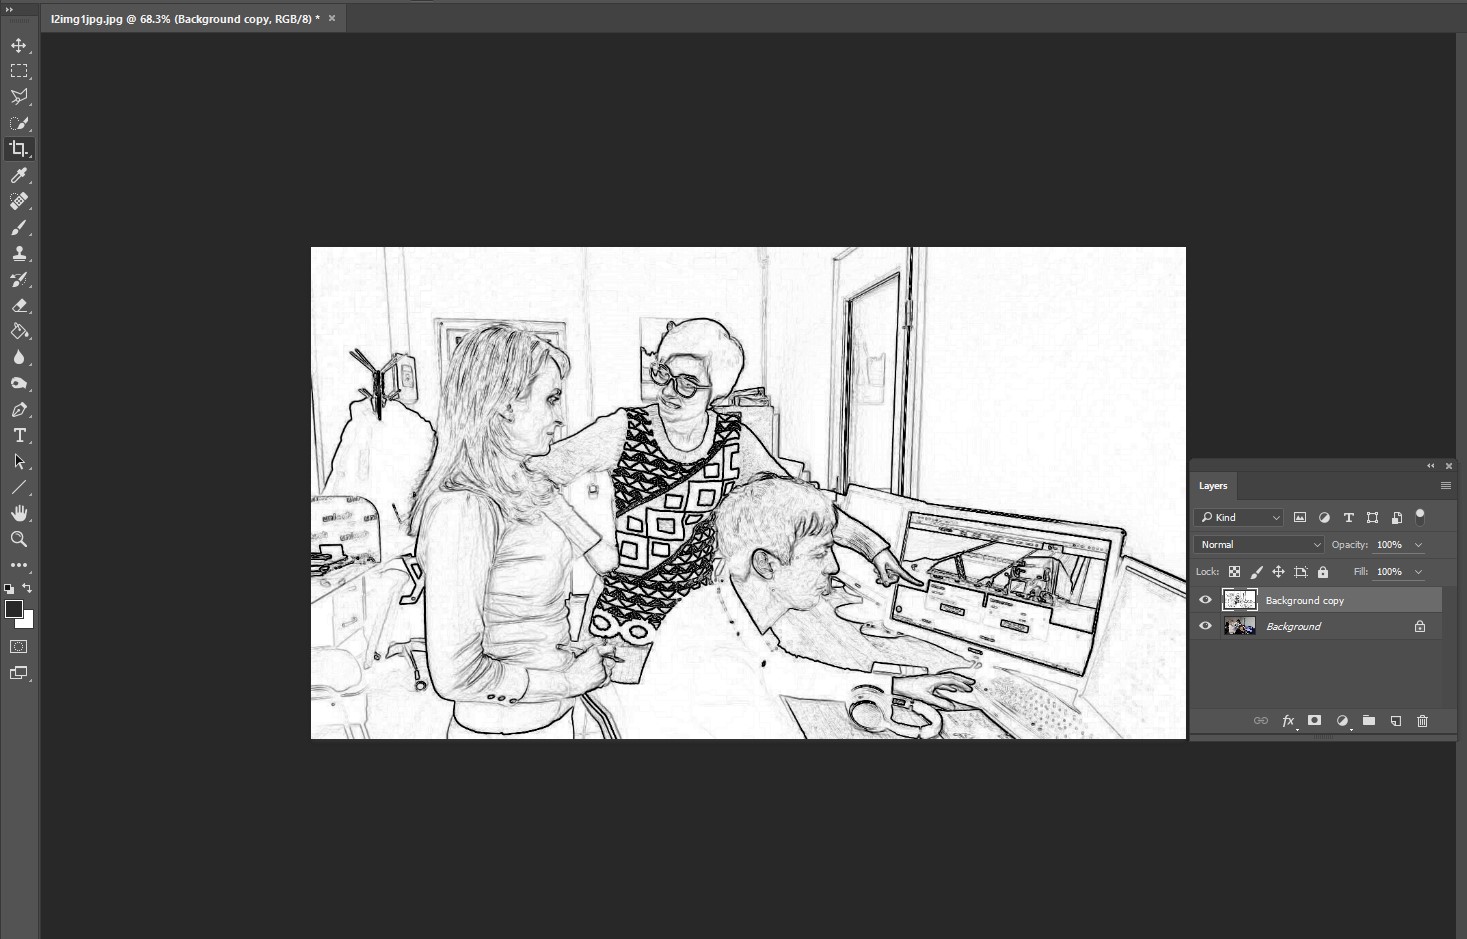 l2img1jpg.jpg @ 68.3% (Background copy, RGB/8) *
Layers
Kind
Normal
Opacity: 100%
Lock:
Fill: 100%
Background copy
Background
fx